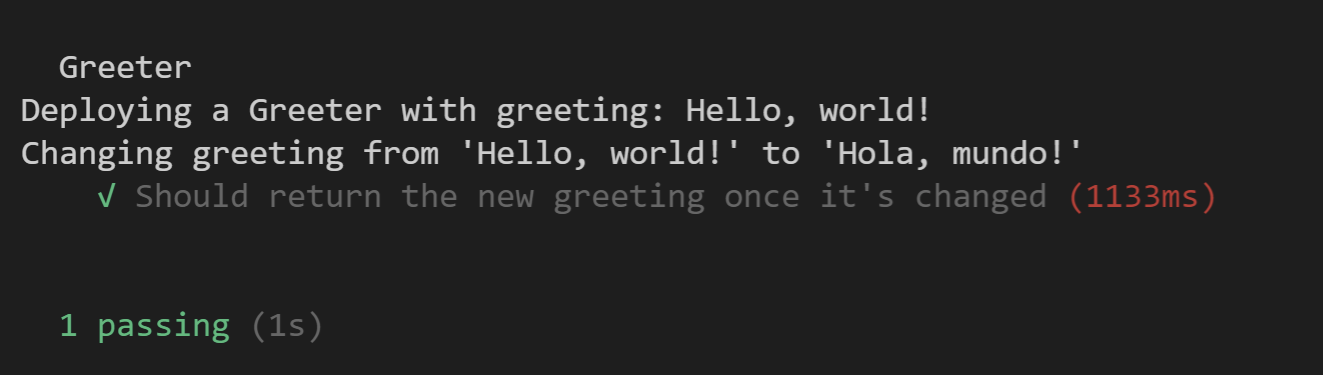 Greeter
Deploying a Greeter with greeting: Hello, world!
Changing greeting from 'Hello, world!' to 'Hola, mundo!'
√ Should return the new greeting once it's changed (1133ms)
1 passing (1s)